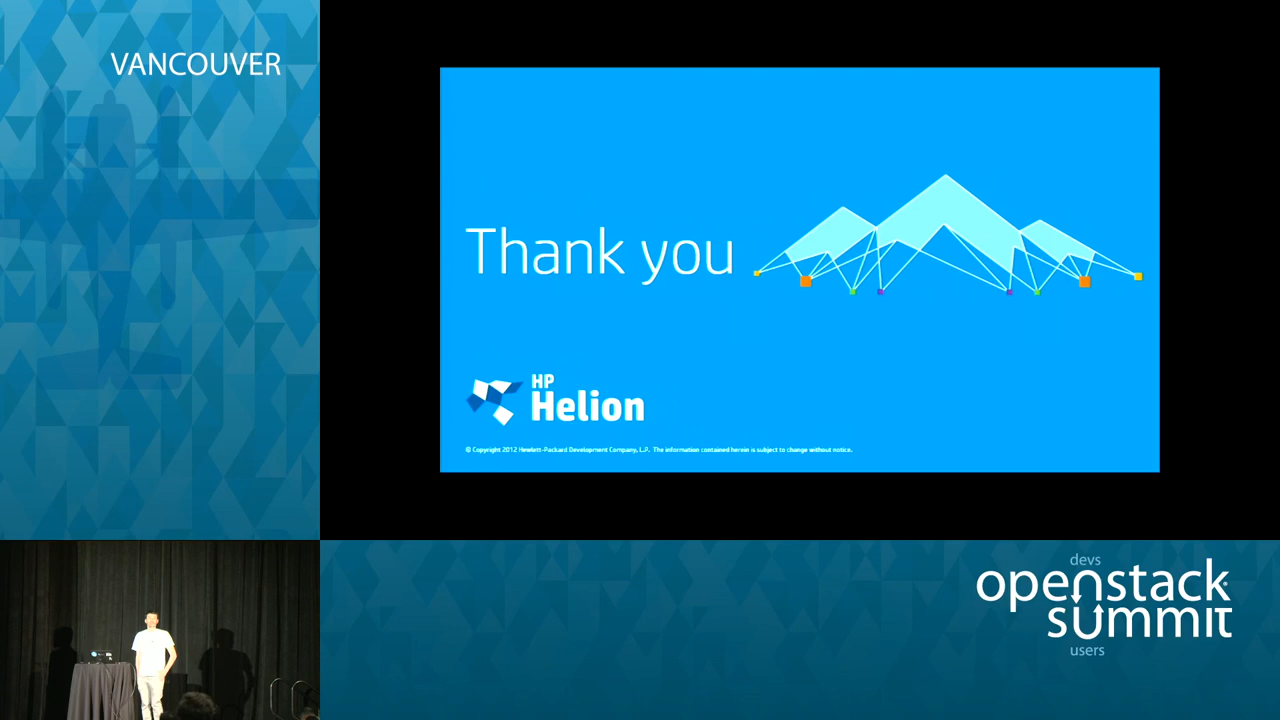 VANCOUVER
Thank you
HP
Helion
© Copyright 2012 Hewlett-Packard Development Company, L.P. The information contained herein is subject to change without notice.
devs
openstack
summit
users